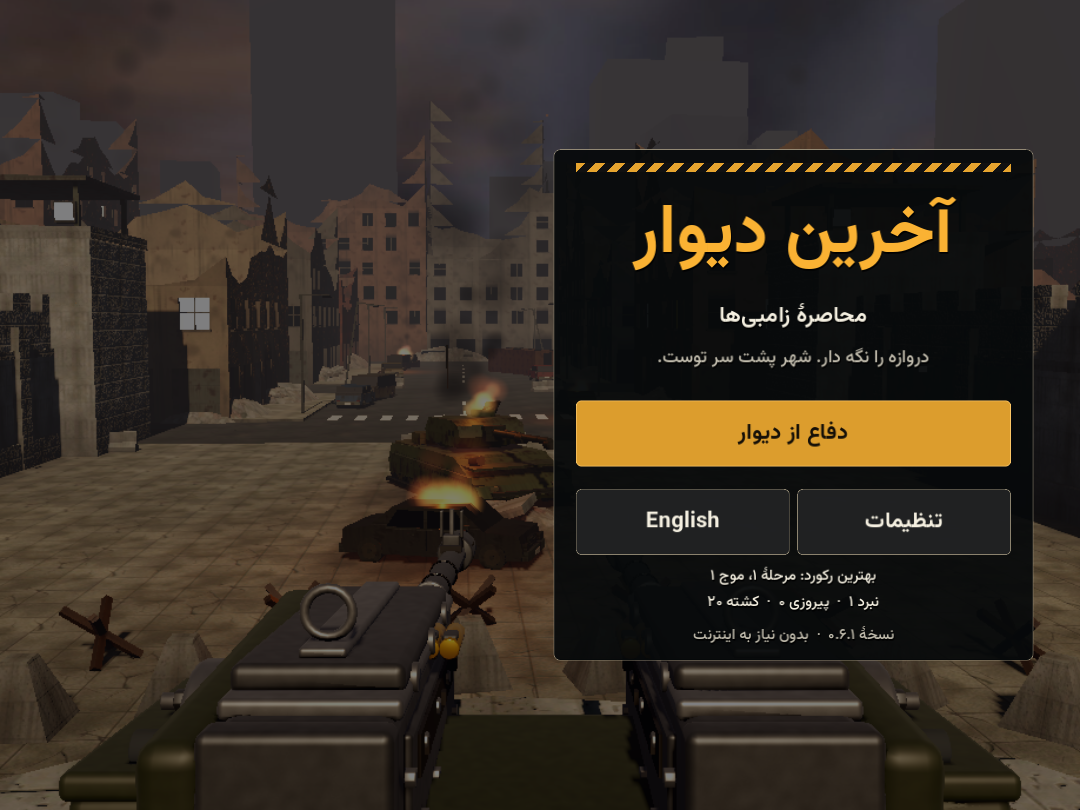 آخرین دیوار
محاصرهٔ زامبی‌ها
دروازه را نگه دار. شهر پشت سر توست.
دفاع از دیوار
تنظیمات
English
بهترین رکورد: مرحلهٔ ۱، موج ۱
نبرد ۱ · پیروزی ۰ · کشته ۲۰
نسخهٔ ۰.۶.۱ · بدون نیاز به اینترنت